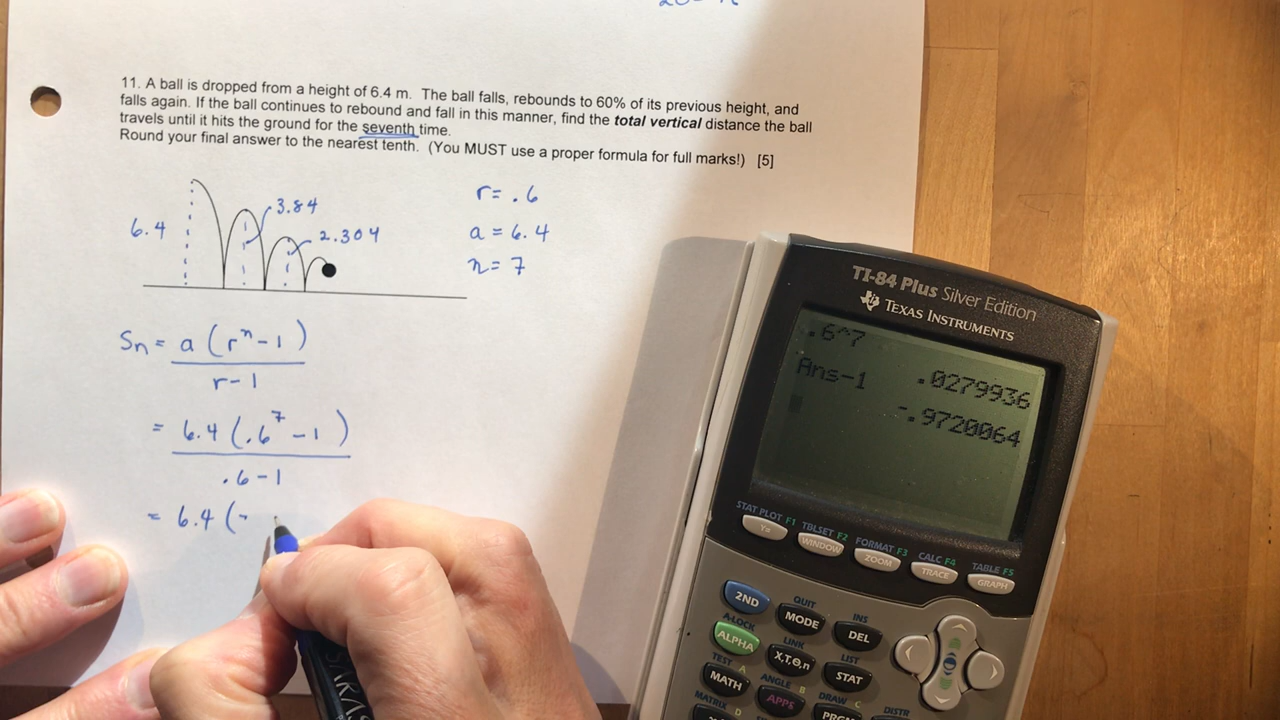 11. A ball is dropped from a height of 6.4 m. The ball falls, rebounds to 60% of its previous height, and
falls again. If the ball continues to rebound and fall in this manner, find the total vertical distance the ball
travels until it hits the ground for the seventh time.
Round your final answer to the nearest tenth. (You MUST use a proper formula for full marks!) [5]
6.4
3.84
2.304
r = .6
a = 6.4
n = 7
Sn = a (r^n - 1)
r - 1
= 6.4 (.6^7 - 1)
.6 - 1
= 6.4 (-
TI-84 Plus Silver Edition
TEXAS INSTRUMENTS
.6^7
.0279936
Ans-1
-.9720064
STAT PLOT F1 TBLSET F2 FORMAT F3 CALC F4 TABLE F5
Y= WINDOW ZOOM TRACE GRAPH
QUIT INS
2ND MODE DEL
A-LOCK LINK LIST
ALPHA X,T,θ,n STAT
TEST A ANGLE B DRAW C DISTR
MATH APPS PRGM
MATRIX D
SARAS